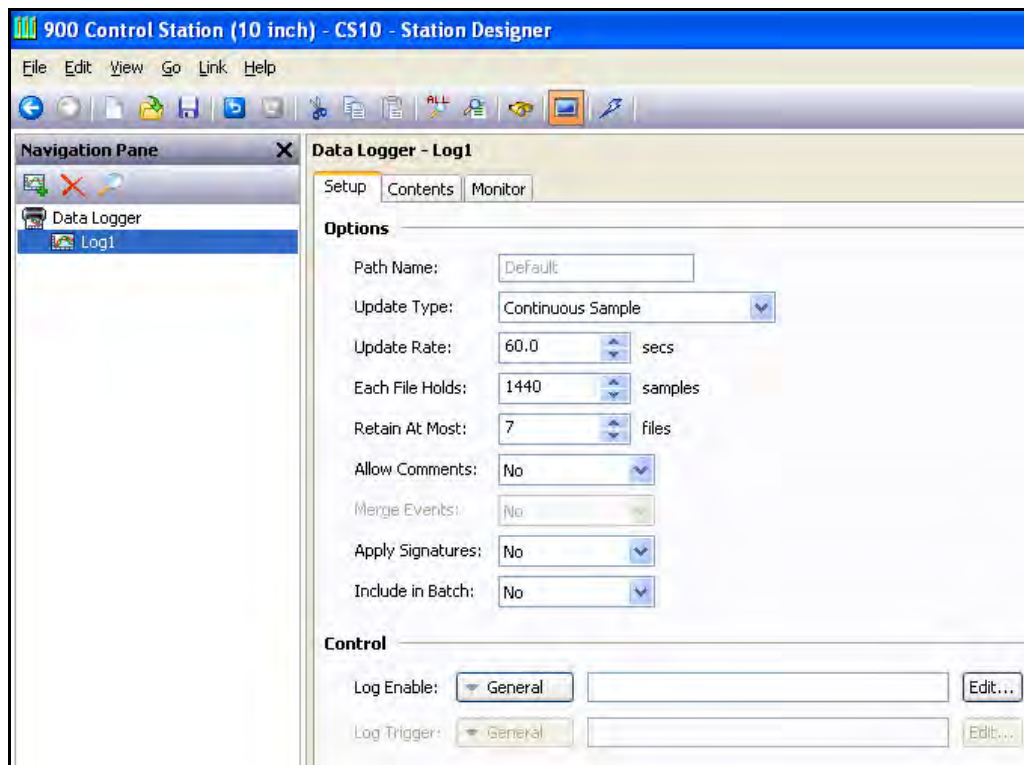 900 Control Station (10 inch) - CS10 - Station Designer
File Edit View Go Link Help
ALL
Navigation Pane X
Data Logger
Log1
Data Logger - Log1
Setup Contents Monitor
Options
Path Name: Default
Update Type: Continuous Sample
Update Rate: 60.0 secs
Each File Holds: 1440 samples
Retain At Most: 7 files
Allow Comments: No
Merge Events: No
Apply Signatures: No
Include in Batch: No
Control
Log Enable: General Edit...
Log Trigger: General Edit...